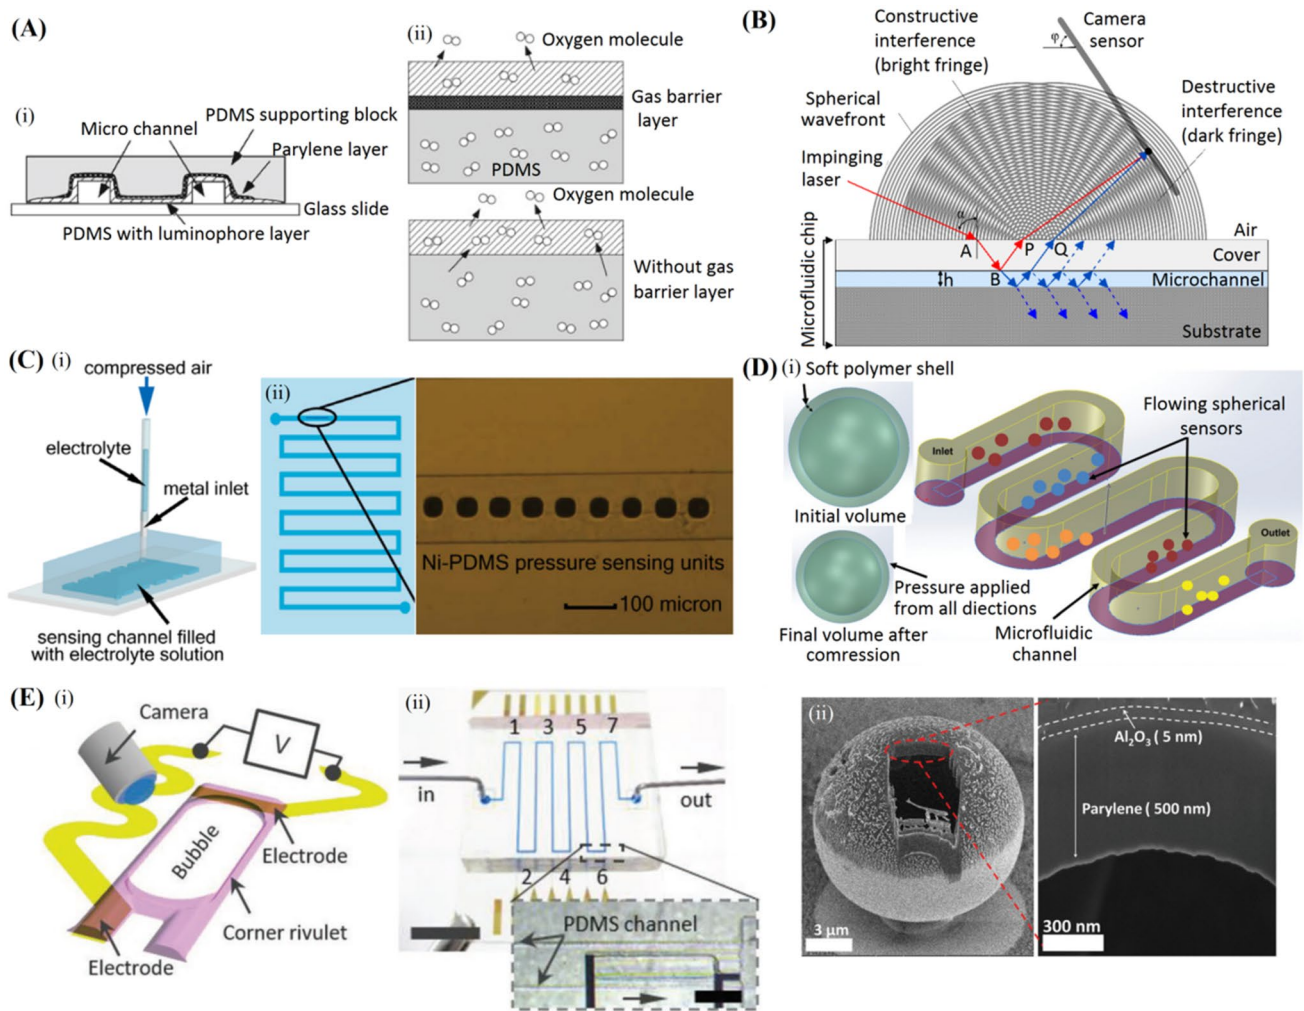 (A)
(i)
Micro channel
PDMS supporting block
Parylene layer
Glass slide
PDMS with luminophore layer
(ii)
Oxygen molecule
Gas barrier
layer
PDMS
Oxygen molecule
Without gas
barrier layer
(B)
Constructive
interference
(bright fringe)
Camera
sensor
φ
Spherical
wavefront
Destructive
interference
(dark fringe)
Impinging
laser
α
A
P
Q
B
h
Air
Cover
Microchannel
Substrate
Microfluidic chip
(C) (i)
compressed air
electrolyte
metal inlet
sensing channel filled
with electrolyte solution
(ii)
Ni-PDMS pressure sensing units
100 micron
(D) (i) Soft polymer shell
Initial volume
Pressure applied
from all diections
Final volume after
comression
Inlet
Flowing spherical
sensors
Outlet
Microfluidic
channel
(ii)
3 µm
Al₂O₃ ( 5 nm)
Parylene ( 500 nm)
300 nm
(E) (i)
Camera
V
Bubble
Electrode
Corner rivulet
Electrode
(ii)
1 3 5 7
in
out
2 4 6
PDMS channel